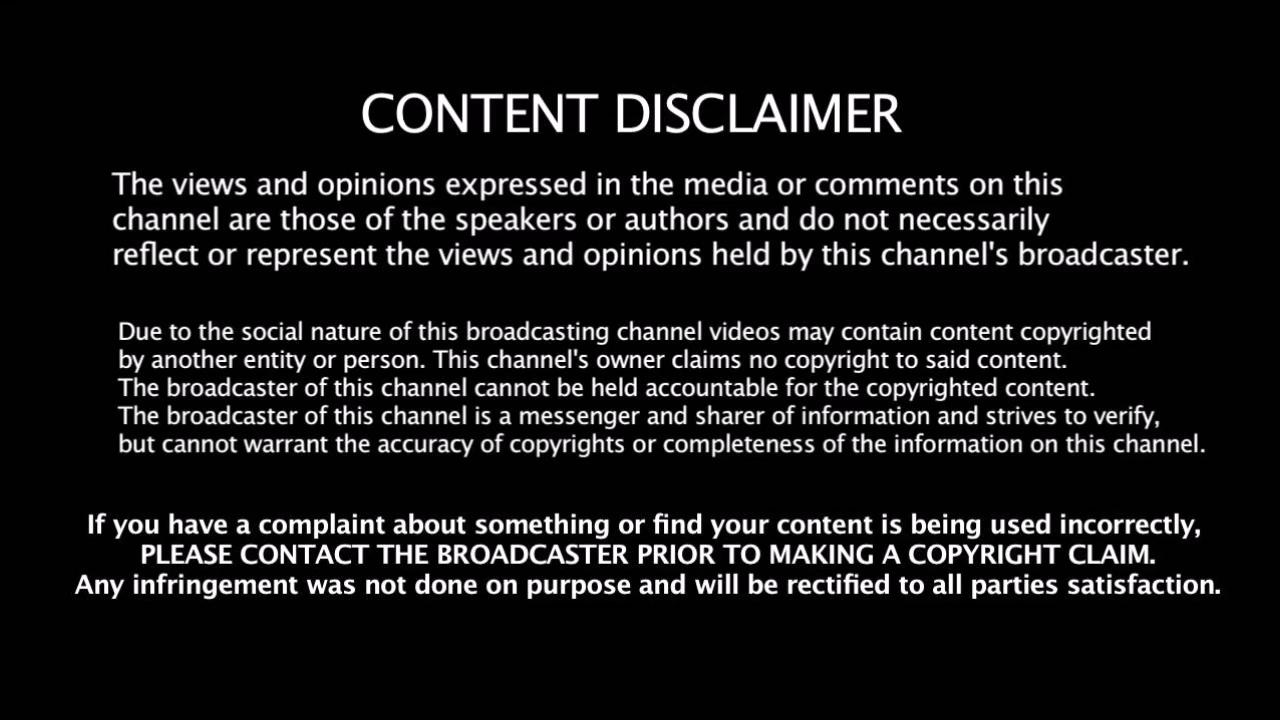 CONTENT DISCLAIMER
The views and opinions expressed in the media or comments on this
channel are those of the speakers or authors and do not necessarily
reflect or represent the views and opinions held by this channel's broadcaster.
Due to the social nature of this broadcasting channel videos may contain content copyrighted
by another entity or person. This channel's owner claims no copyright to said content.
The broadcaster of this channel cannot be held accountable for the copyrighted content.
The broadcaster of this channel is a messenger and sharer of information and strives to verify,
but cannot warrant the accuracy of copyrights or completeness of the information on this channel.
If you have a complaint about something or find your content is being used incorrectly,
PLEASE CONTACT THE BROADCASTER PRIOR TO MAKING A COPYRIGHT CLAIM.
Any infringement was not done on purpose and will be rectified to all parties satisfaction.